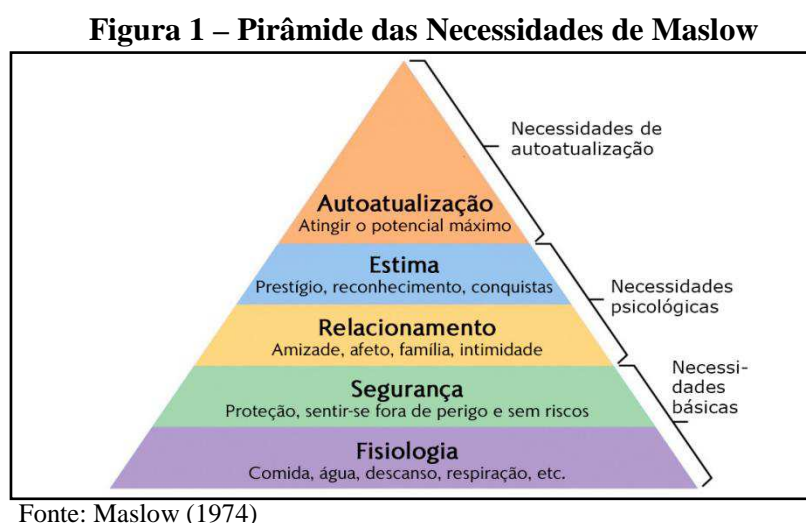 Figura 1 – Pirâmide das Necessidades de Maslow
Necessidades de
autoatualização
Autoatualização
Atingir o potencial máximo
Estima
Prestígio, reconhecimento, conquistas
Necessidades
psicológicas
Relacionamento
Amizade, afeto, família, intimidade
Necessi-
dades
básicas
Segurança
Proteção, sentir-se fora de perigo e sem riscos
Fisiologia
Comida, água, descanso, respiração, etc.
Fonte: Maslow (1974)